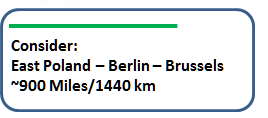 Consider:
East Poland – Berlin – Brussels
~900 Miles/1440 km